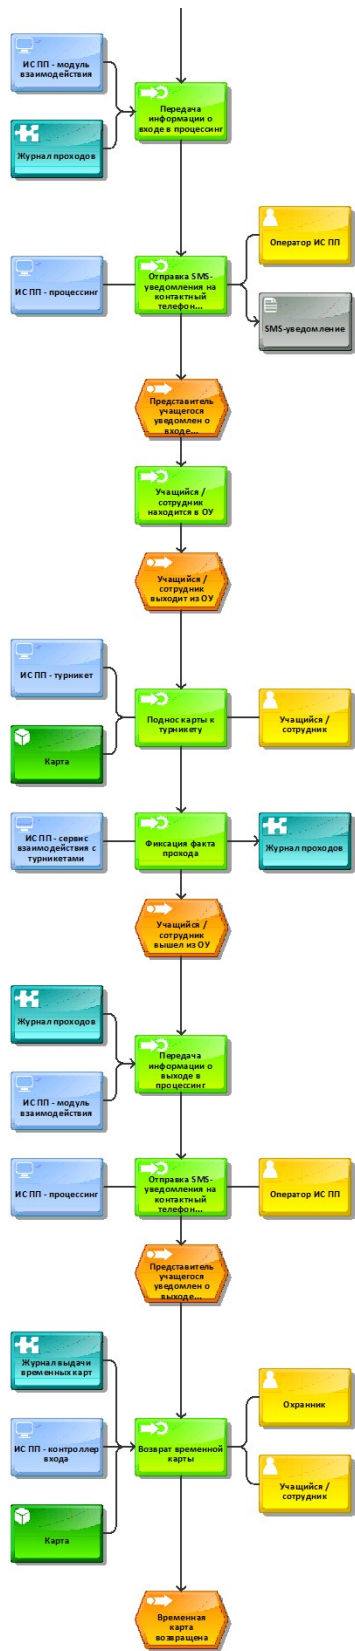 ИС ПП - модуль
взаимодействия
Журнал проходов
Передача
информации о
входе в процессинг
Оператор ИС ПП
ИС ПП - процессинг
Отправка SMS-
уведомления на
контактный
телефон...
SMS-уведомление
Представитель
учащегося
уведомлен о
входе...
Учащийся /
сотрудник
находится в ОУ
Учащийся /
сотрудник
выходит из ОУ
ИС ПП - турникет
Карта
Поднос карты к
турникету
Учащийся /
сотрудник
ИС ПП - сервис
взаимодействия с
турникетами
Фиксация факта
прохода
Журнал проходов
Учащийся /
сотрудник
вышел из ОУ
Журнал проходов
ИС ПП - модуль
взаимодействия
Передача
информации о
выходе в
процессинг
ИС ПП - процессинг
Отправка SMS-
уведомления на
контактный
телефон...
Оператор ИС ПП
Представитель
учащегося
уведомлен о
выходе...
Журнал выдачи
временных карт
ИС ПП - контроллер
входа
Карта
Возврат временной
карты
Охранник
Учащийся /
сотрудник
Временная
карта
возвращена